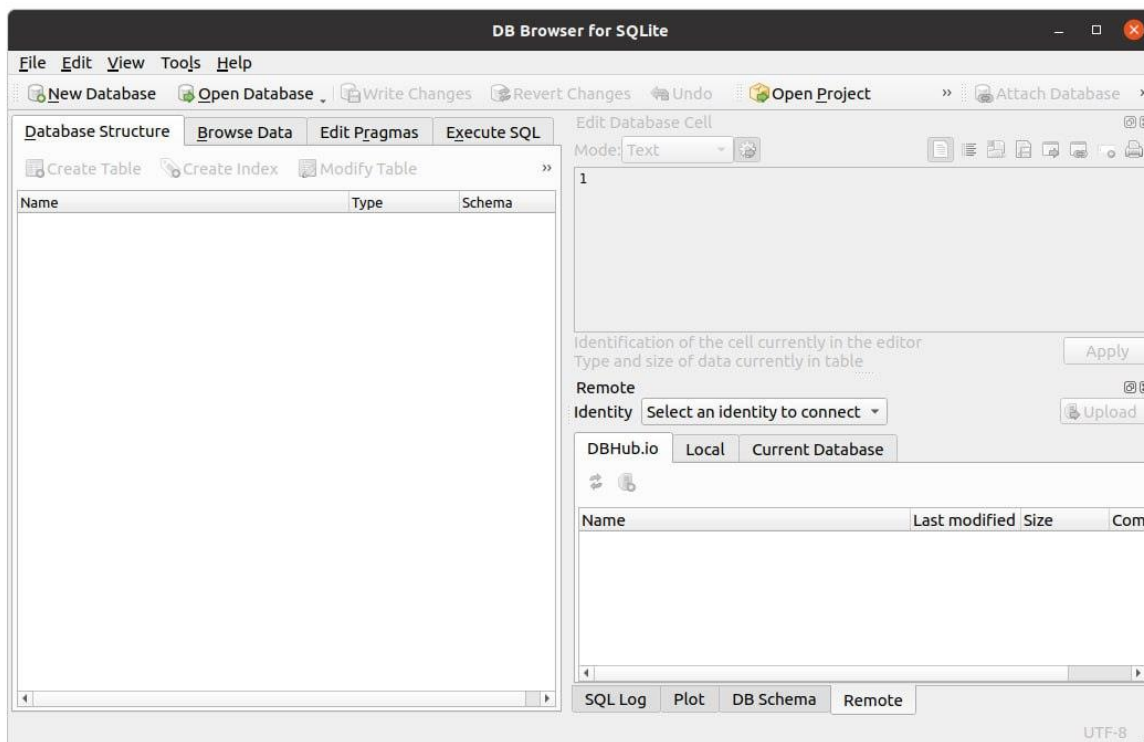 DB Browser for SQLite
File Edit View Tools Help
New Database Open Database Write Changes Revert Changes Undo Open Project » Attach Database »
Database Structure Browse Data Edit Pragmas Execute SQL
Create Table Create Index Modify Table »
Name Type Schema
Edit Database Cell
Mode: Text
1
Identification of the cell currently in the editor
Type and size of data currently in table
Apply
Remote
Identity Select an identity to connect Upload
DBHub.io Local Current Database
Name Last modified Size Com
SQL Log Plot DB Schema Remote
UTF-8